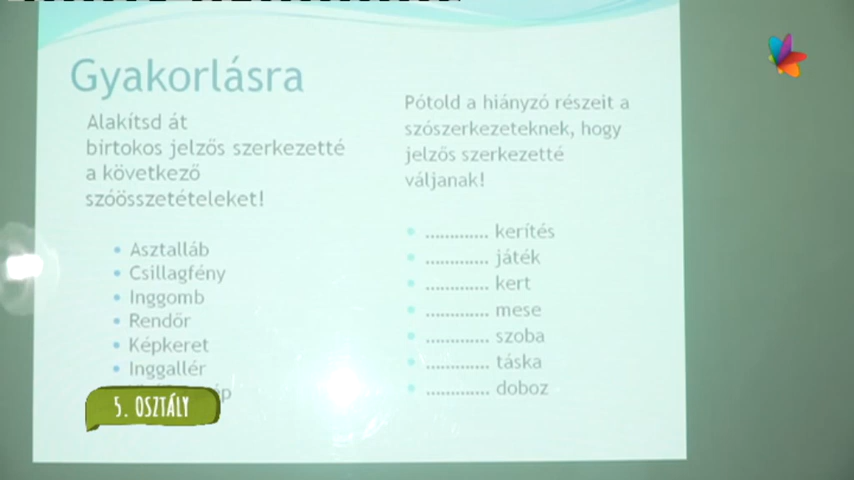 Gyakorlásra
Alakítsd át
birtokos jelzős szerkezetté
a következő
szóösszetételeket!
Asztalláb
Csillagfény
Inggomb
Rendőr
Képkeret
Inggallér
Pótold a hiányzó részeit a
szószerkezeteknek, hogy
jelzős szerkezetté
váljanak!
............. kerítés
............. játék
............. kert
............. mese
............. szoba
............. táska
............. doboz
5. OSZTÁLY